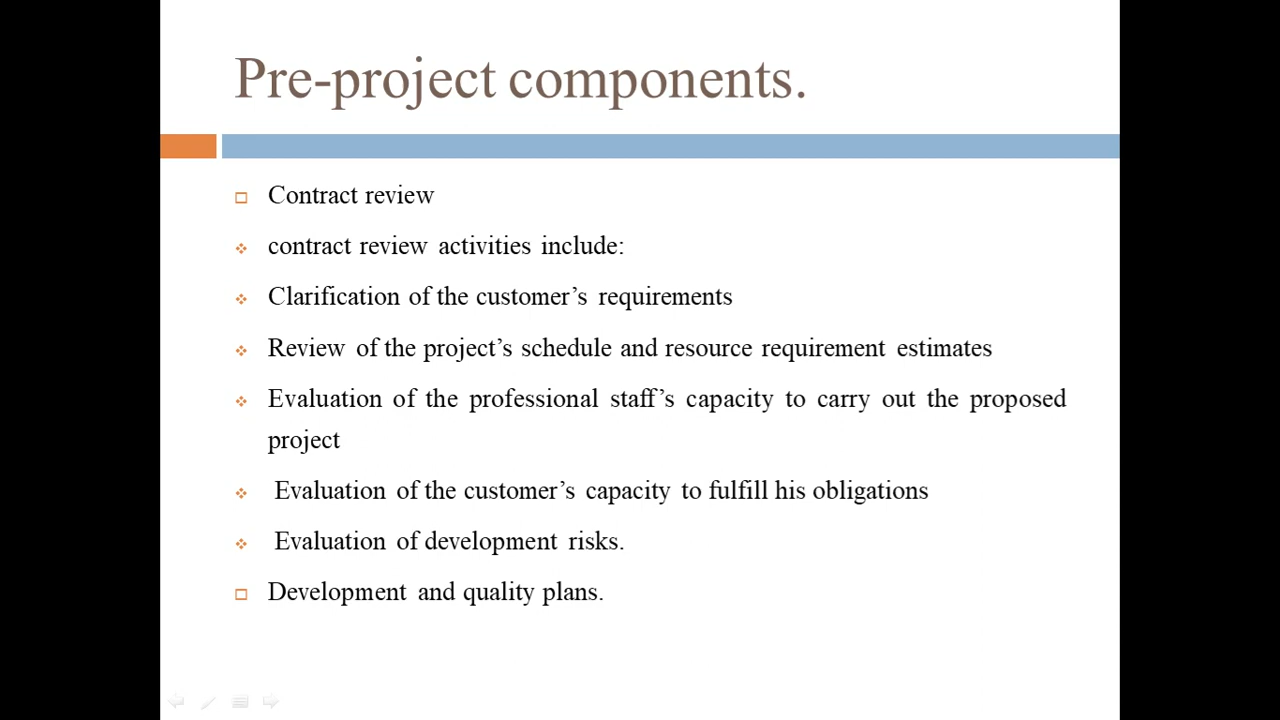 Pre-project components.
Contract review
contract review activities include:
Clarification of the customer’s requirements
Review of the project’s schedule and resource requirement estimates
Evaluation of the professional staff’s capacity to carry out the proposed
project
Evaluation of the customer’s capacity to fulfill his obligations
Evaluation of development risks.
Development and quality plans.